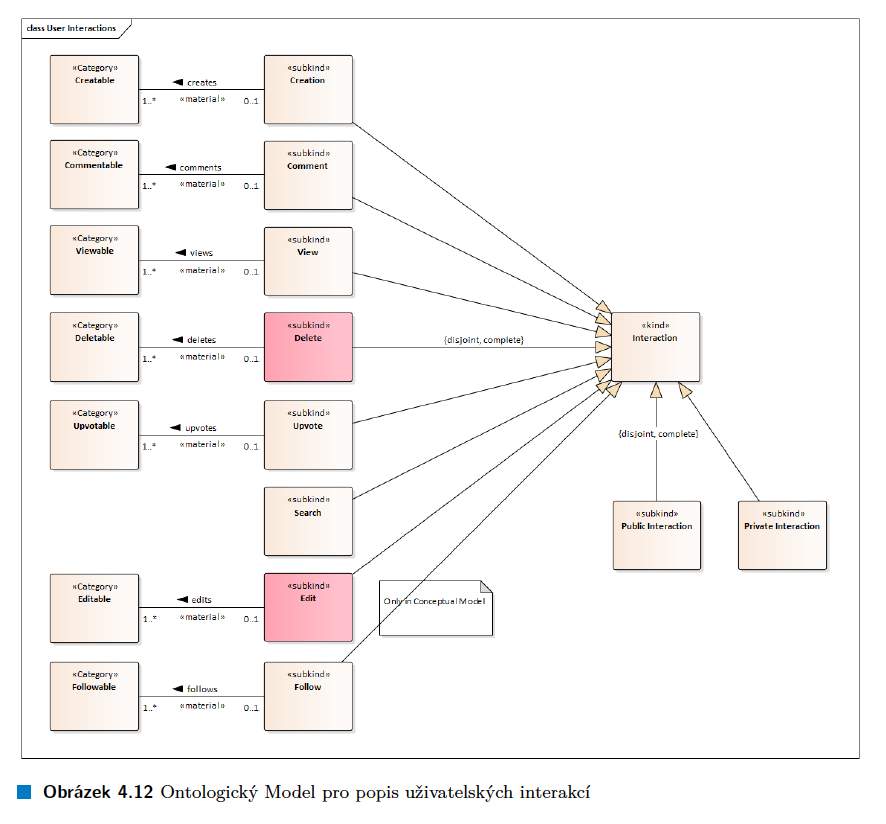 class User Interactions
«Category»
Creatable
creates
1..*
«material»
0..1
«subkind»
Creation
«Category»
Commentable
comments
1..*
«material»
0..1
«subkind»
Comment
«Category»
Viewable
views
1..*
«material»
0..1
«subkind»
View
«Category»
Deletable
deletes
1..*
«material»
0..1
«subkind»
Delete
{disjoint, complete}
«kind»
Interaction
«Category»
Upvotable
upvotes
1..*
«material»
0..1
«subkind»
Upvote
{disjoint, complete}
«subkind»
Search
«subkind»
Public Interaction
«subkind»
Private Interaction
«Category»
Editable
edits
1..*
«material»
0..1
«subkind»
Edit
Only in Conceptual Model
«Category»
Followable
follows
1..*
«material»
0..1
«subkind»
Follow
Obrázek 4.12 Ontologický Model pro popis uživatelských interakcí